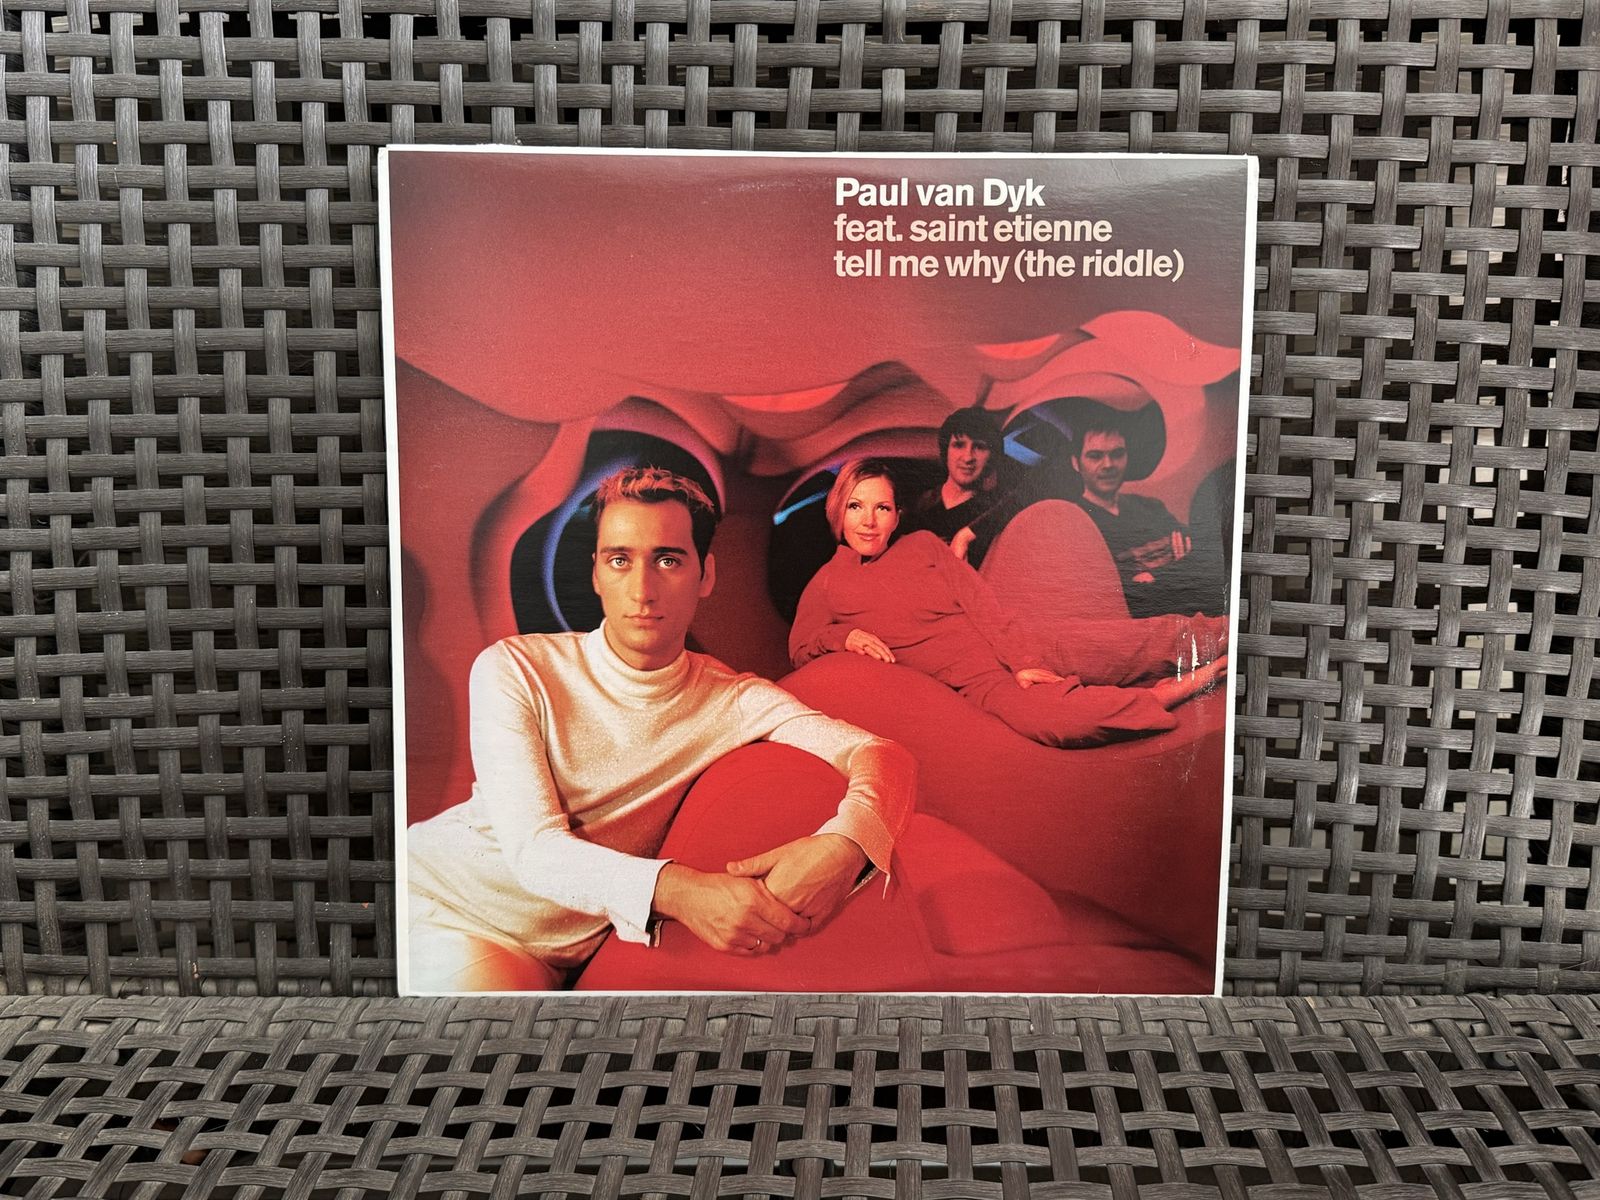 Paul van Dyk
feat. saint etienne
tell me why (the riddle)